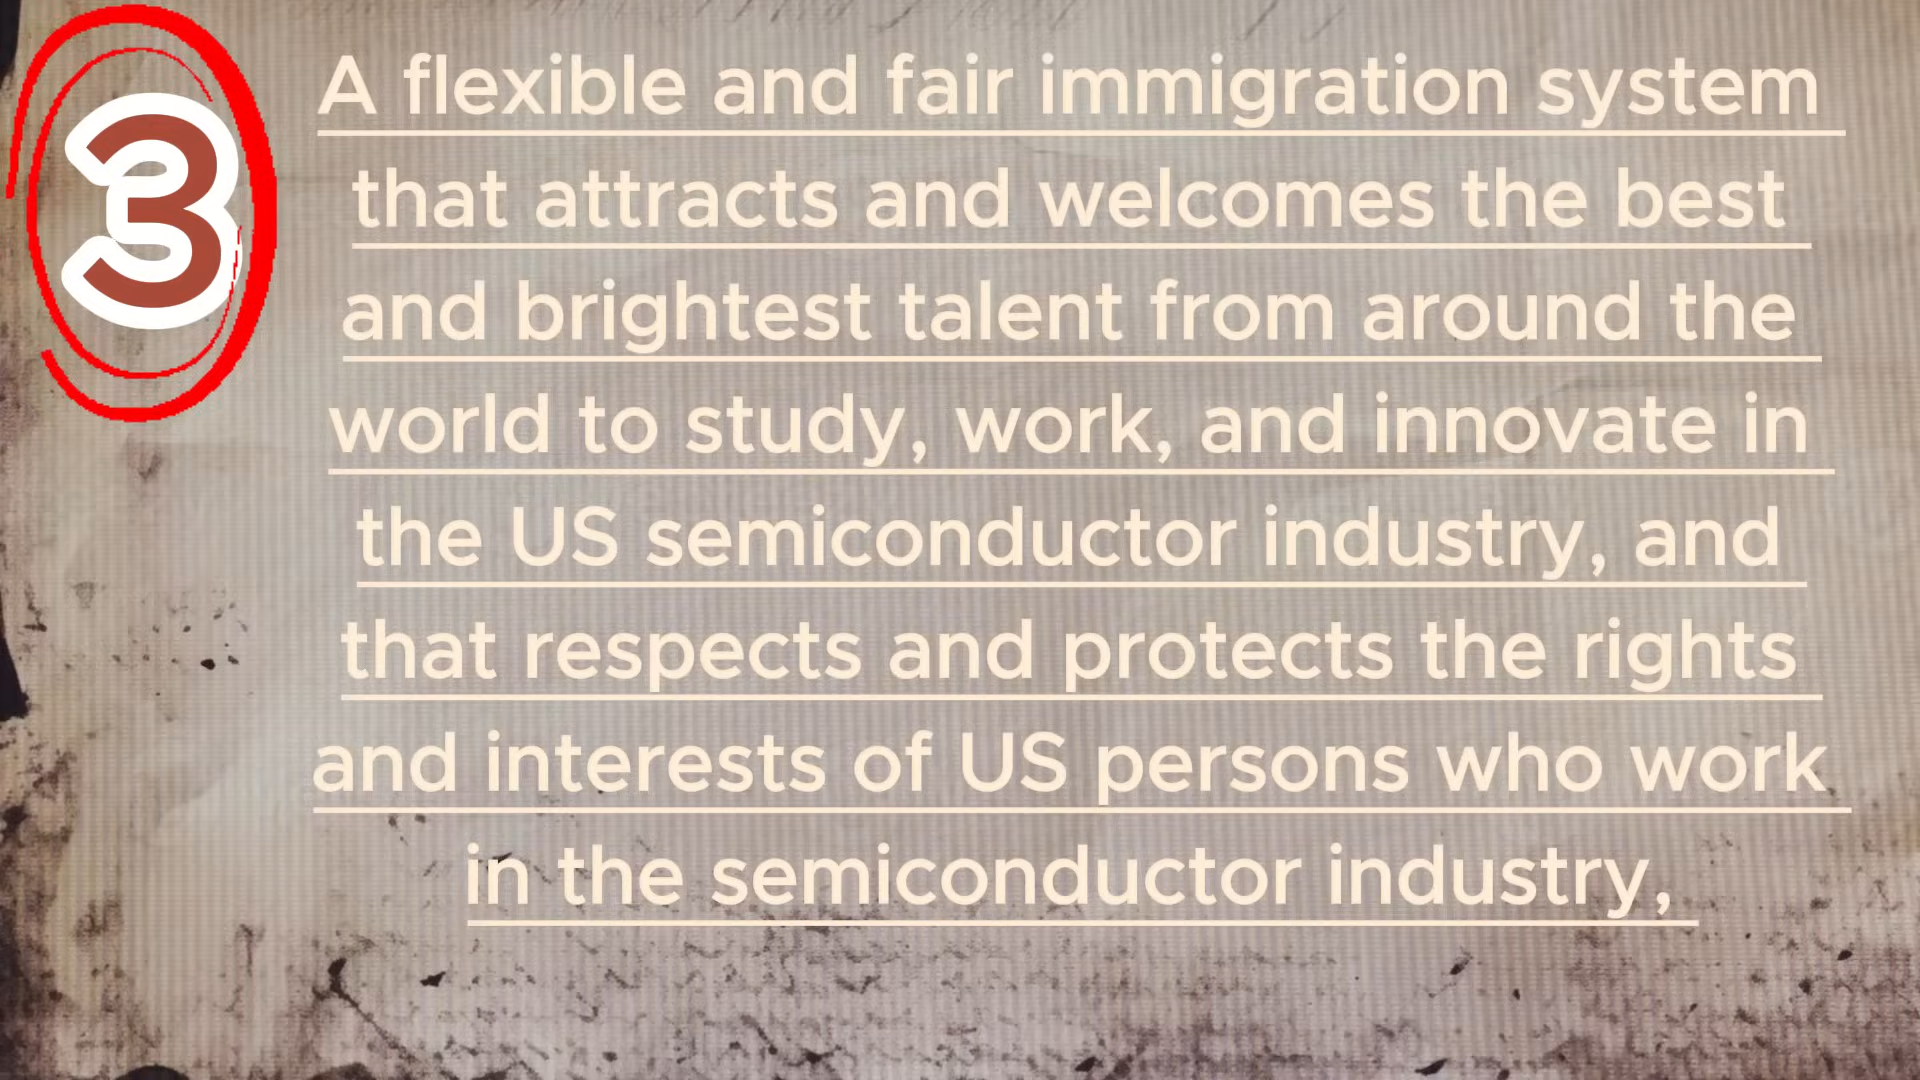 3
A flexible and fair immigration system
that attracts and welcomes the best
and brightest talent from around the
world to study, work, and innovate in
the US semiconductor industry, and
that respects and protects the rights
and interests of US persons who work
in the semiconductor industry,